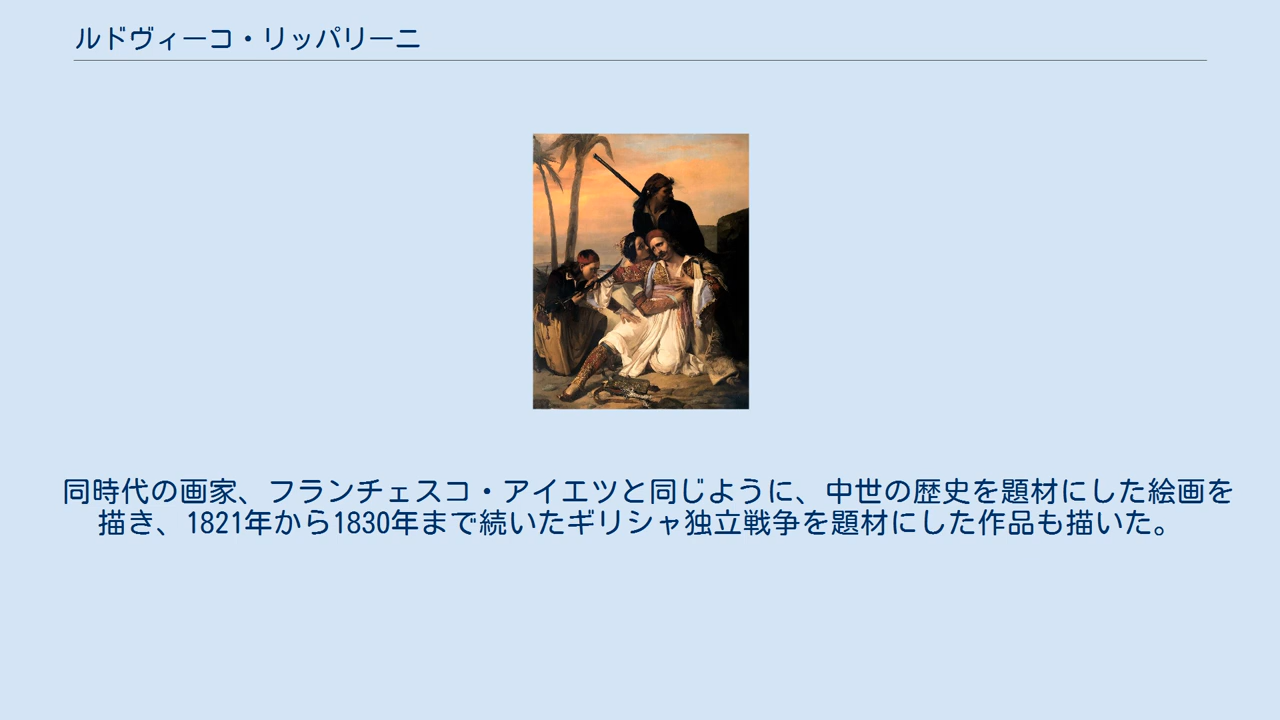 ルドヴィーコ・リッパリーニ
同時代の画家、フランチェスコ・アイエツと同じように、中世の歴史を題材にした絵画を
描き、1821年から1830年まで続いたギリシャ独立戦争を題材にした作品も描いた。